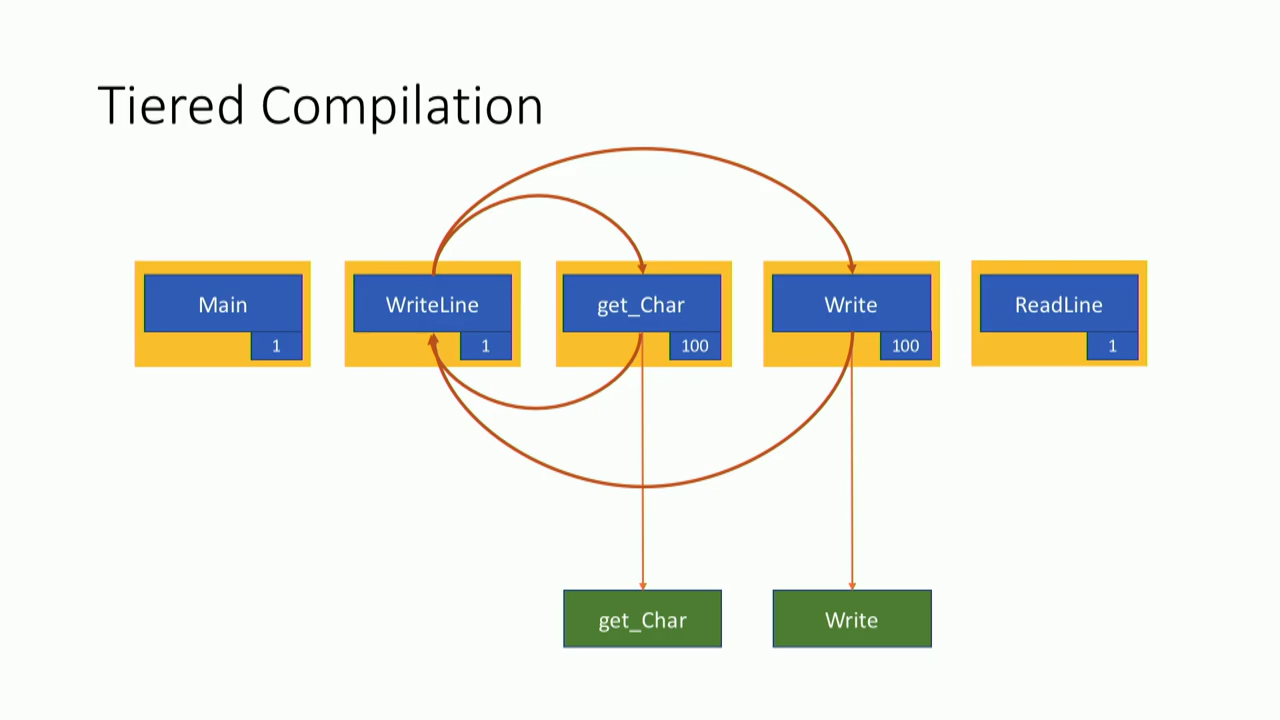 Tiered Compilation
Main
WriteLine
get_Char
Write
ReadLine
1
1
100
100
1
get_Char
Write